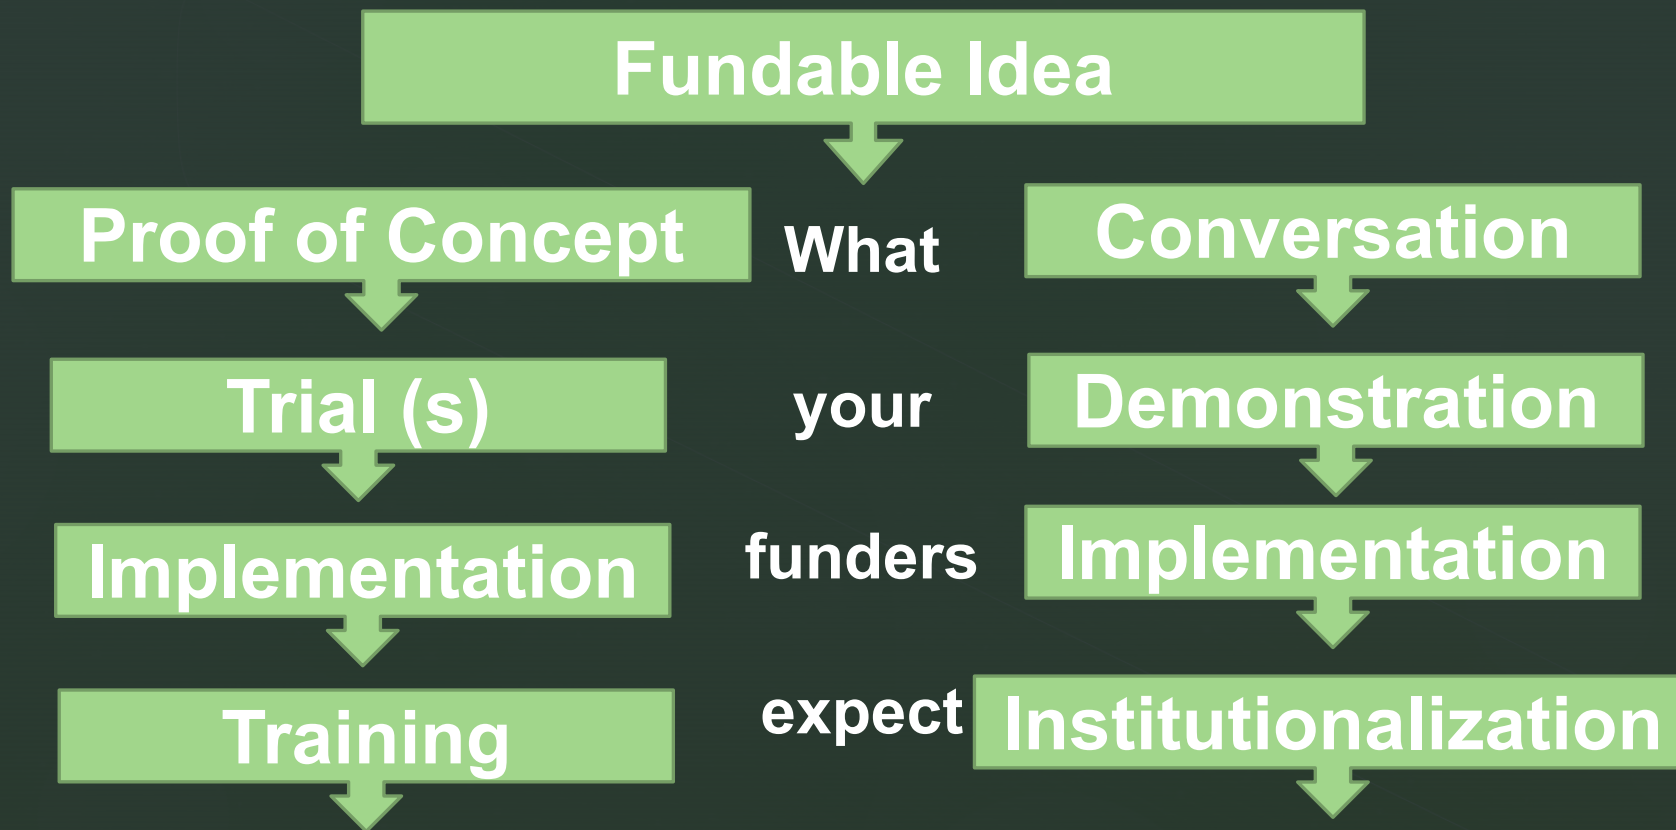 Fundable Idea
Proof of Concept
What
Conversation
Trial (s)
your
Demonstration
Implementation
funders
Implementation
Training
expect
Institutionalization